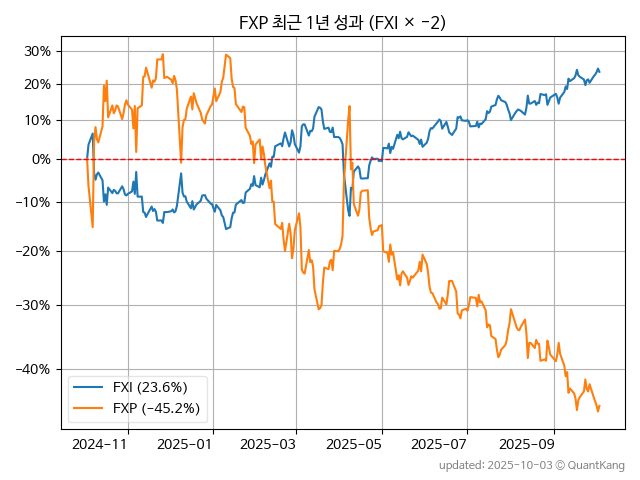 FXP 최근 1년 성과 (FXI × −2)
30%
20%
10%
0%
−10%
−20%
−30%
−40%
FXI (23.6%)
FXP (−45.2%)
2024−11 2025−01 2025−03 2025−05 2025−07 2025−09
updated: 2025-10-03 © QuantKang